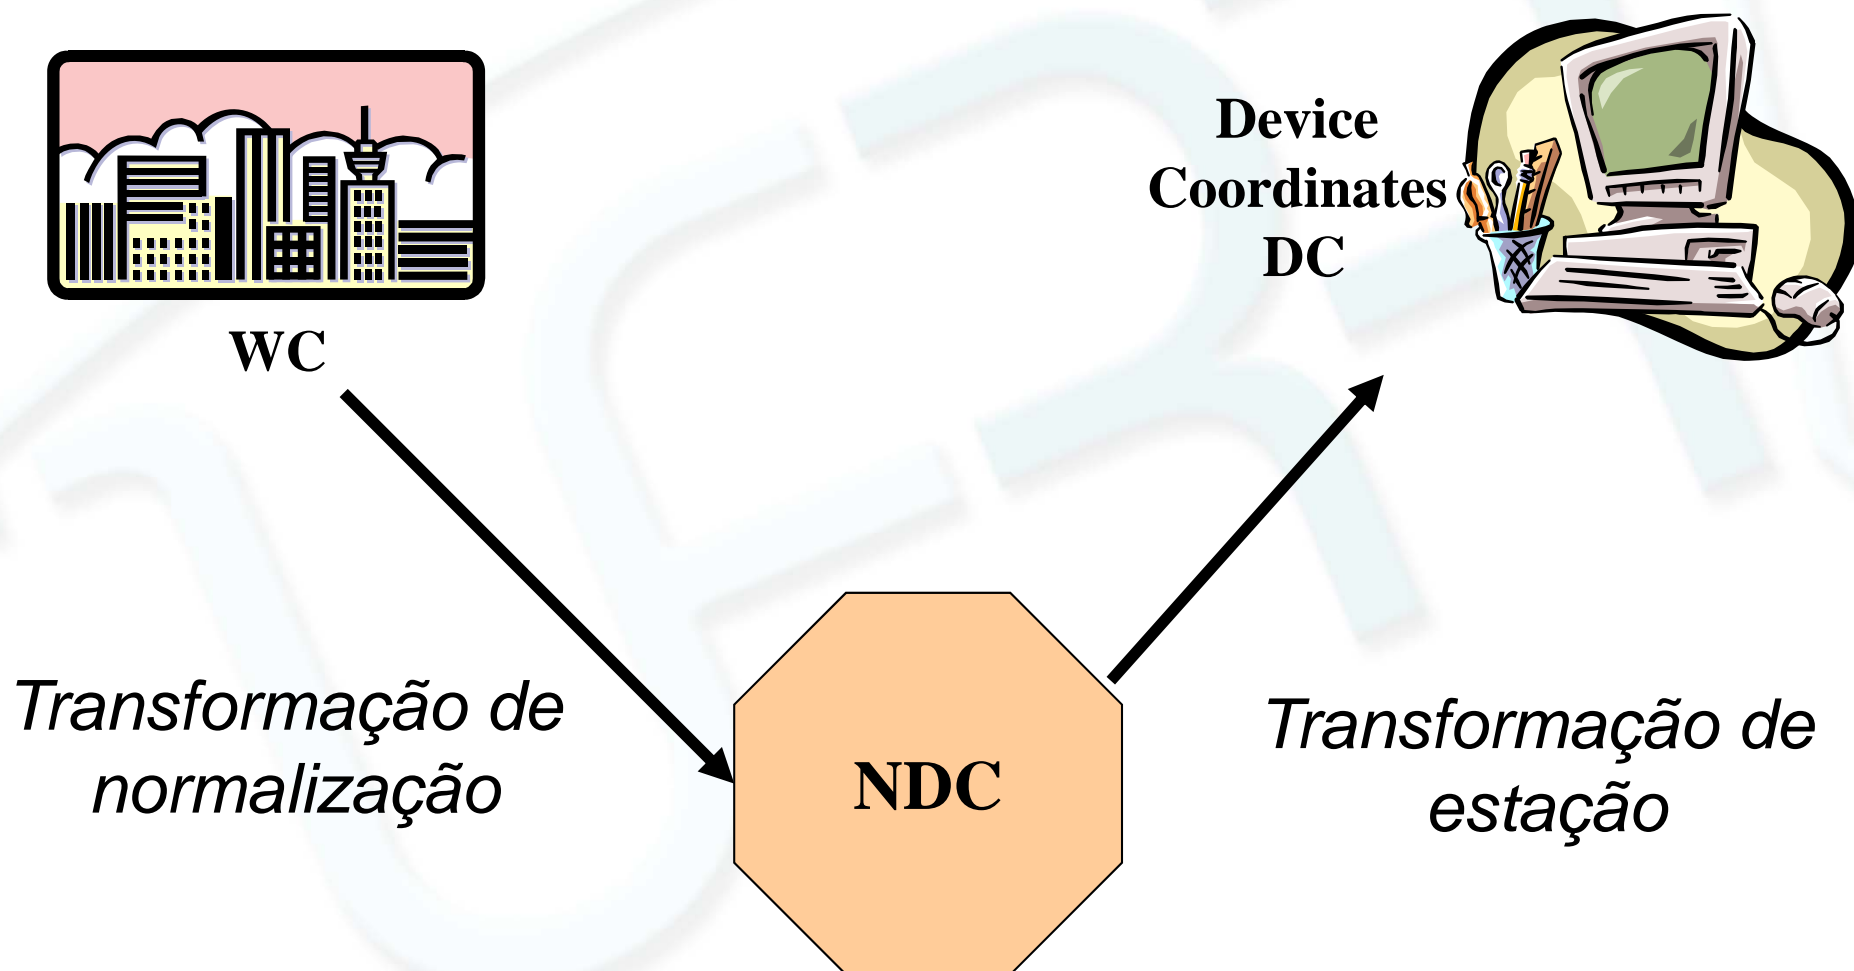 Device
Coordinates
DC
WC
Transformação de
normalização
NDC
Transformação de
estação